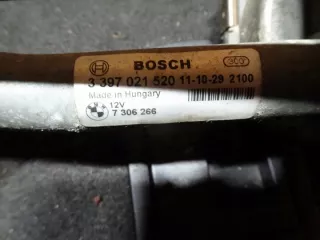 BOSCH
3 397 021 520 11-10-29 2100
Made in Hungary
12V
7 306 266